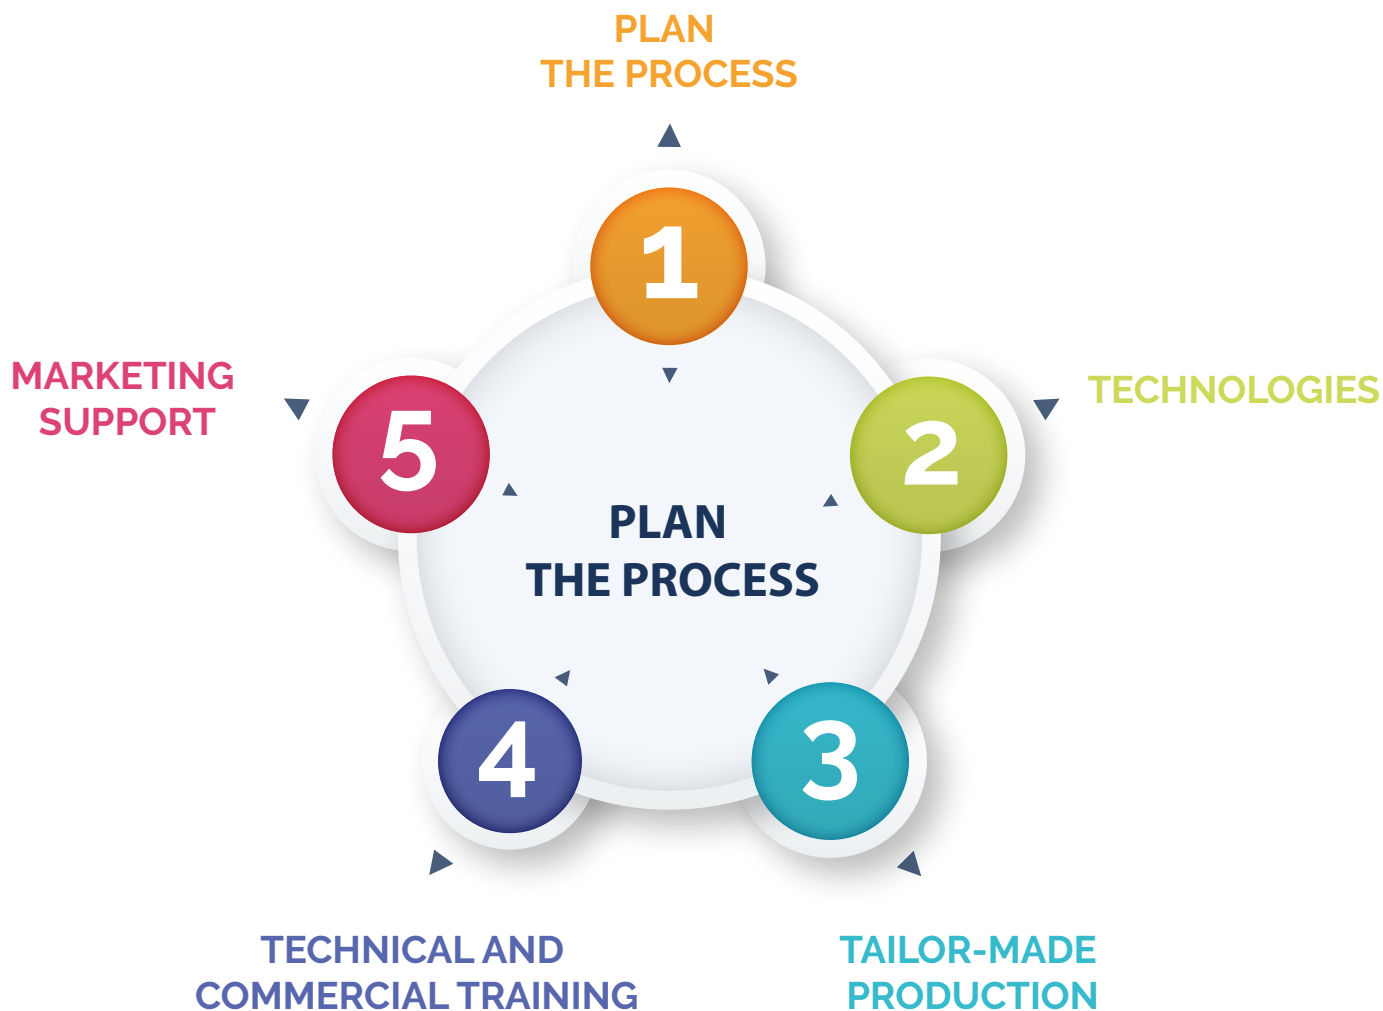 PLAN
THE PROCESS
1
MARKETING
SUPPORT
5
2
TECHNOLOGIES
PLAN
THE PROCESS
4
3
TECHNICAL AND
COMMERCIAL TRAINING
TAILOR-MADE
PRODUCTION